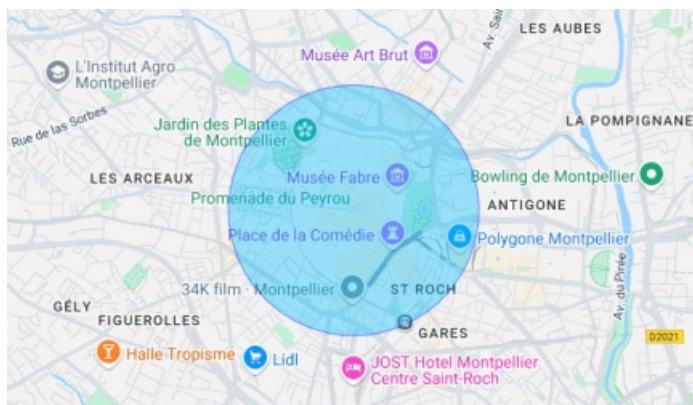 LES AUBES
Av. Sai
Musée Art Brut
L'Institut Agro
Montpellier
Rue de las Sorbes
Jardin des Plantes
de Montpellier
LA POMPIGNANE
LES ARCEAUX
Musée Fabre
Bowling de Montpellier
Promenade du Peyrou
ANTIGONE
Place de la Comédie
Polygone Montpellier
34K film · Montpellier
ST ROCH
Av. du Pirée
GÉLY
FIGUEROLLES
GARES
D2021
Halle Tropisme
Lidl
JOST Hotel Montpellier
Centre Saint-Roch